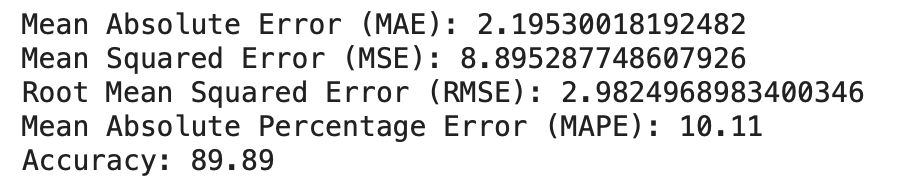 Mean Absolute Error (MAE): 2.19530018192482
Mean Squared Error (MSE): 8.895287748607926
Root Mean Squared Error (RMSE): 2.9824968983400346
Mean Absolute Percentage Error (MAPE): 10.11
Accuracy: 89.89